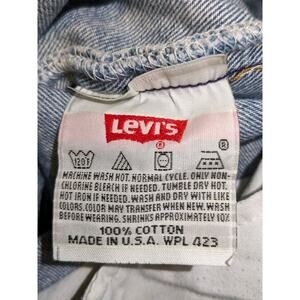 LEVI'S
®
®
120F
MACHINE WASH HOT. NORMAL CYCLE. ONLY NON-
CHLORINE BLEACH IF NEEDED. TUMBLE DRY HOT.
HOT IRON IF NEEDED. WASH AND DRY WITH LIKE
COLORS. COLOR MAY TRANSFER WHEN NEW. WASH
BEFORE WEARING. SHRINKS APPROXIMATELY 10%
100% COTTON
MADE IN U.S.A. WPL 423